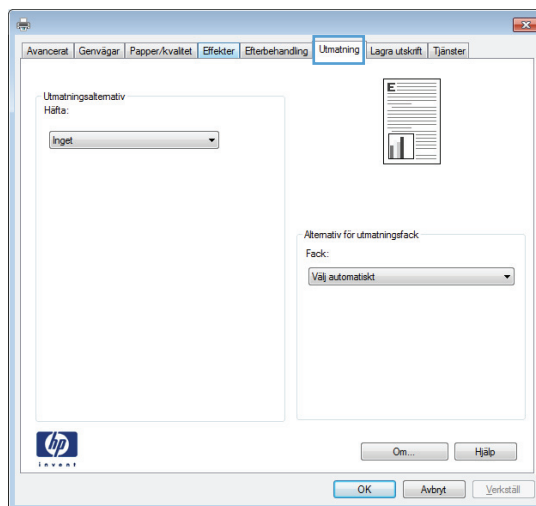 Avancerat Genvägar Papper/kvalitet Effekter Efterbehandling Utmatning Lagra utskrift Tjänster
Utmatningsalternativ
Häfta:
Inget
E
Alternativ för utmatningsfack
Fack:
Välj automatiskt
hp
invent
Om... Hjälp
OK Avbryt Verkställ